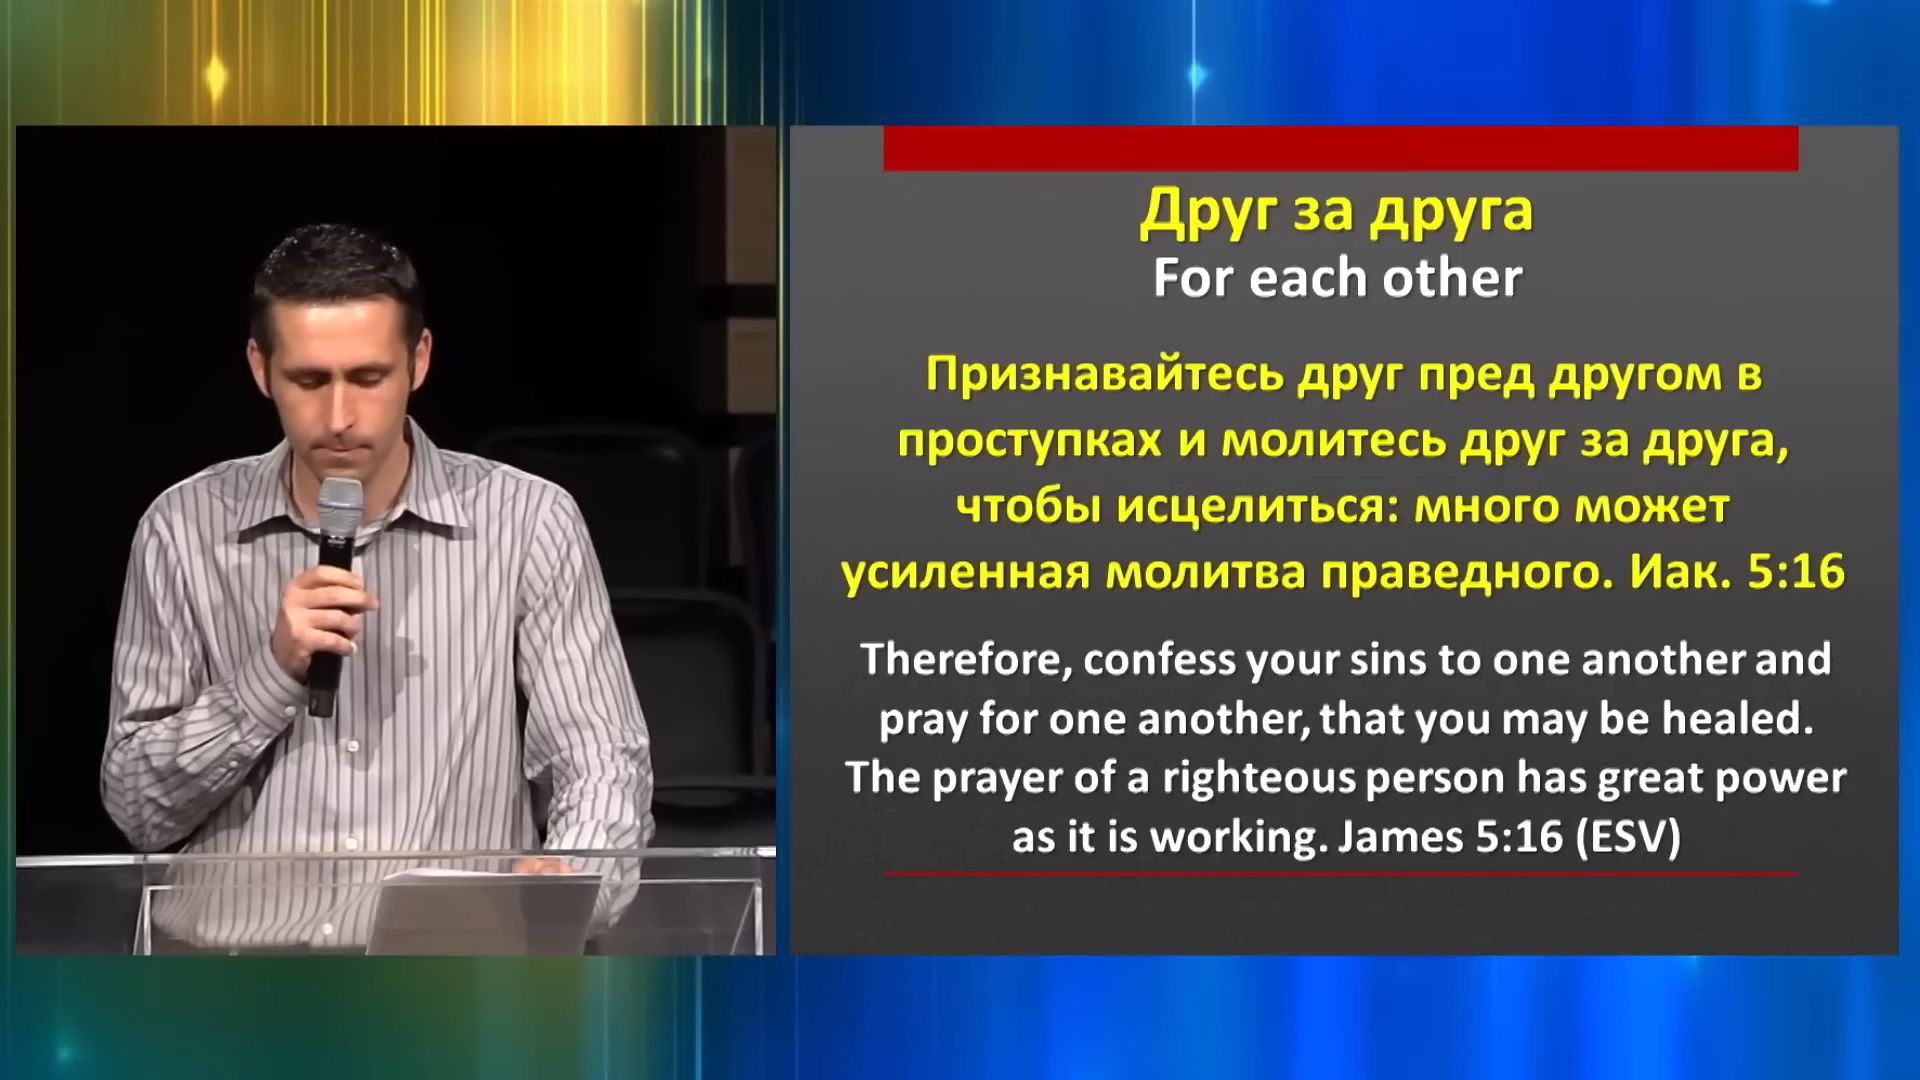 Друг за друга
For each other
Признавайтесь друг пред другом в
проступках и молитесь друг за друга,
чтобы исцелиться: много может
усиленная молитва праведного. Иак. 5:16
Therefore, confess your sins to one another and
pray for one another, that you may be healed.
The prayer of a righteous person has great power
as it is working. James 5:16 (ESV)